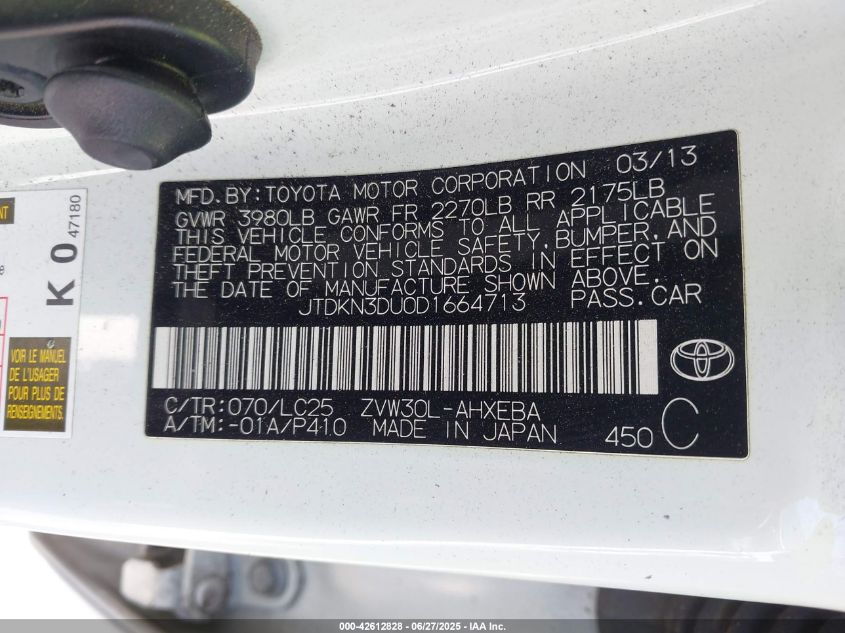 MFD. BY: TOYOTA MOTOR CORPORATION 03/13
GVWR 3980LB GAWR FR 2270LB RR 2175LB
THIS VEHICLE CONFORMS TO ALL APPLICABLE
FEDERAL MOTOR VEHICLE SAFETY, BUMPER, AND
THEFT PREVENTION STANDARDS IN EFFECT ON
THE DATE OF MANUFACTURE SHOWN ABOVE.
JTDKN3DU0D1664713 PASS. CAR
C/TR: 070/LC25 ZVW30L-AHXEBA
A/TM: -01A/P410 MADE IN JAPAN 450 C
K 0 47180
VOIR LE MANUEL
DE L'USAGER
POUR PLUS DE
RENSEIGNEMENTS
000-42612828 - 06/27/2025 - IAA Inc.